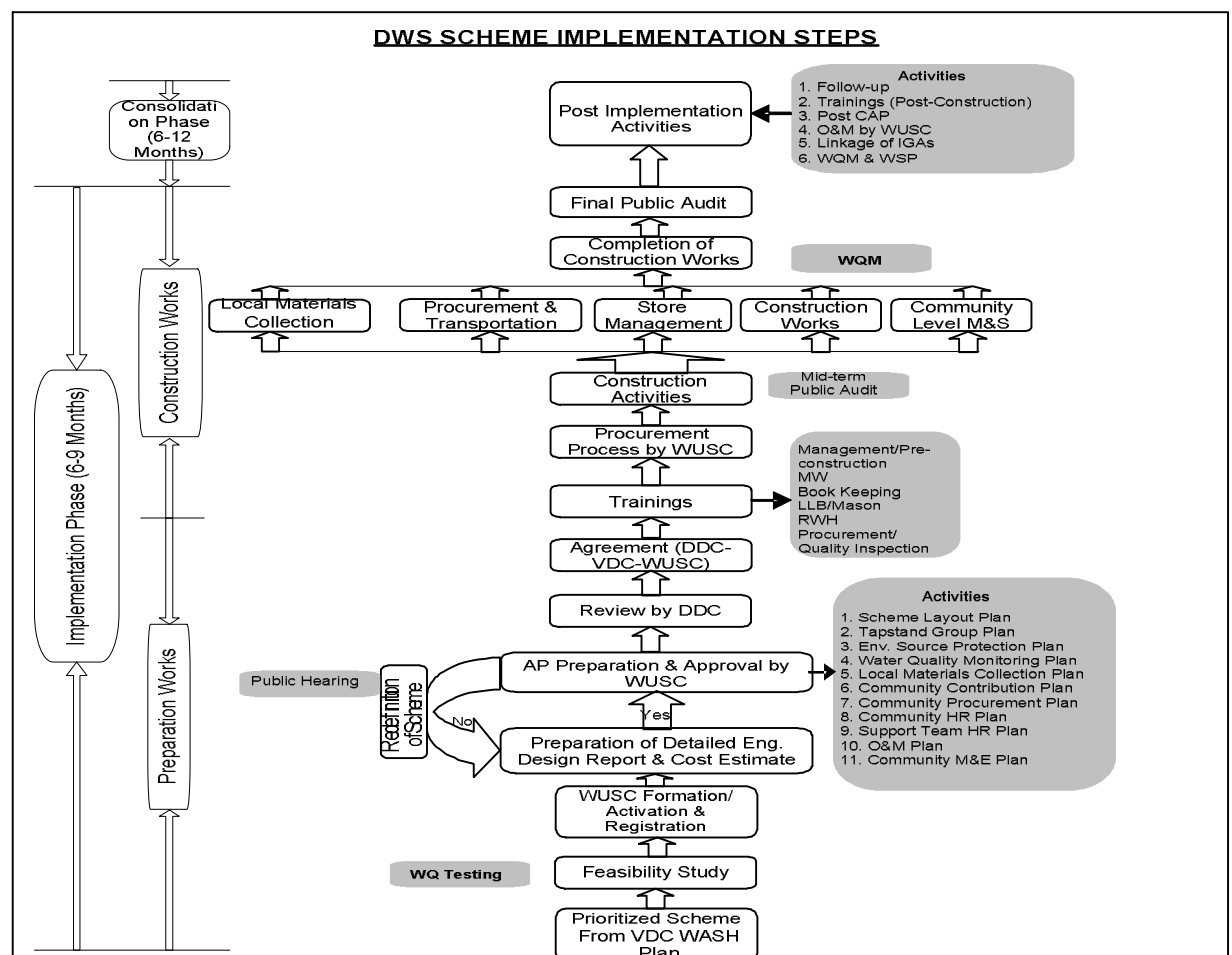 DWS SCHEME IMPLEMENTATION STEPS
Consolidati
on Phase
(6-12
Months)
Post Implementation
Activities
Activities
1. Follow-up
2. Trainings (Post-Construction)
3. Post CAP
4. O&M by WUSC
5. Linkage of IGAs
6. WQM & WSP
Final Public Audit
Completion of
Construction Works
WQM
Local Materials
Collection
Procurement &
Transportation
Store
Management
Construction
Works
Community
Level M&S
Construction Works
Implementation Phase (6-9 Months)
Preparation Works
Construction
Activities
Mid-term
Public Audit
Procurement
Process by WUSC
Trainings
Management/Pre-
construction
MW
Book Keeping
LLB/Mason
RWH
Procurement/
Quality Inspection
Agreement (DDC-
VDC-WUSC)
Review by DDC
AP Preparation & Approval by
WUSC
Activities
1. Scheme Layout Plan
2. Tapstand Group Plan
3. Env. Source Protection Plan
4. Water Quality Monitoring Plan
5. Local Materials Collection Plan
6. Community Contribution Plan
7. Community Procurement Plan
8. Community HR Plan
9. Support Team HR Plan
10. O&M Plan
11. Community M&E Plan
Public Hearing
Redefinition
of Scheme
No
Yes
Preparation of Detailed Eng.
Design Report & Cost Estimate
WUSC Formation/
Activation &
Registration
WQ Testing
Feasibility Study
Prioritized Scheme
From VDC WASH
Plan